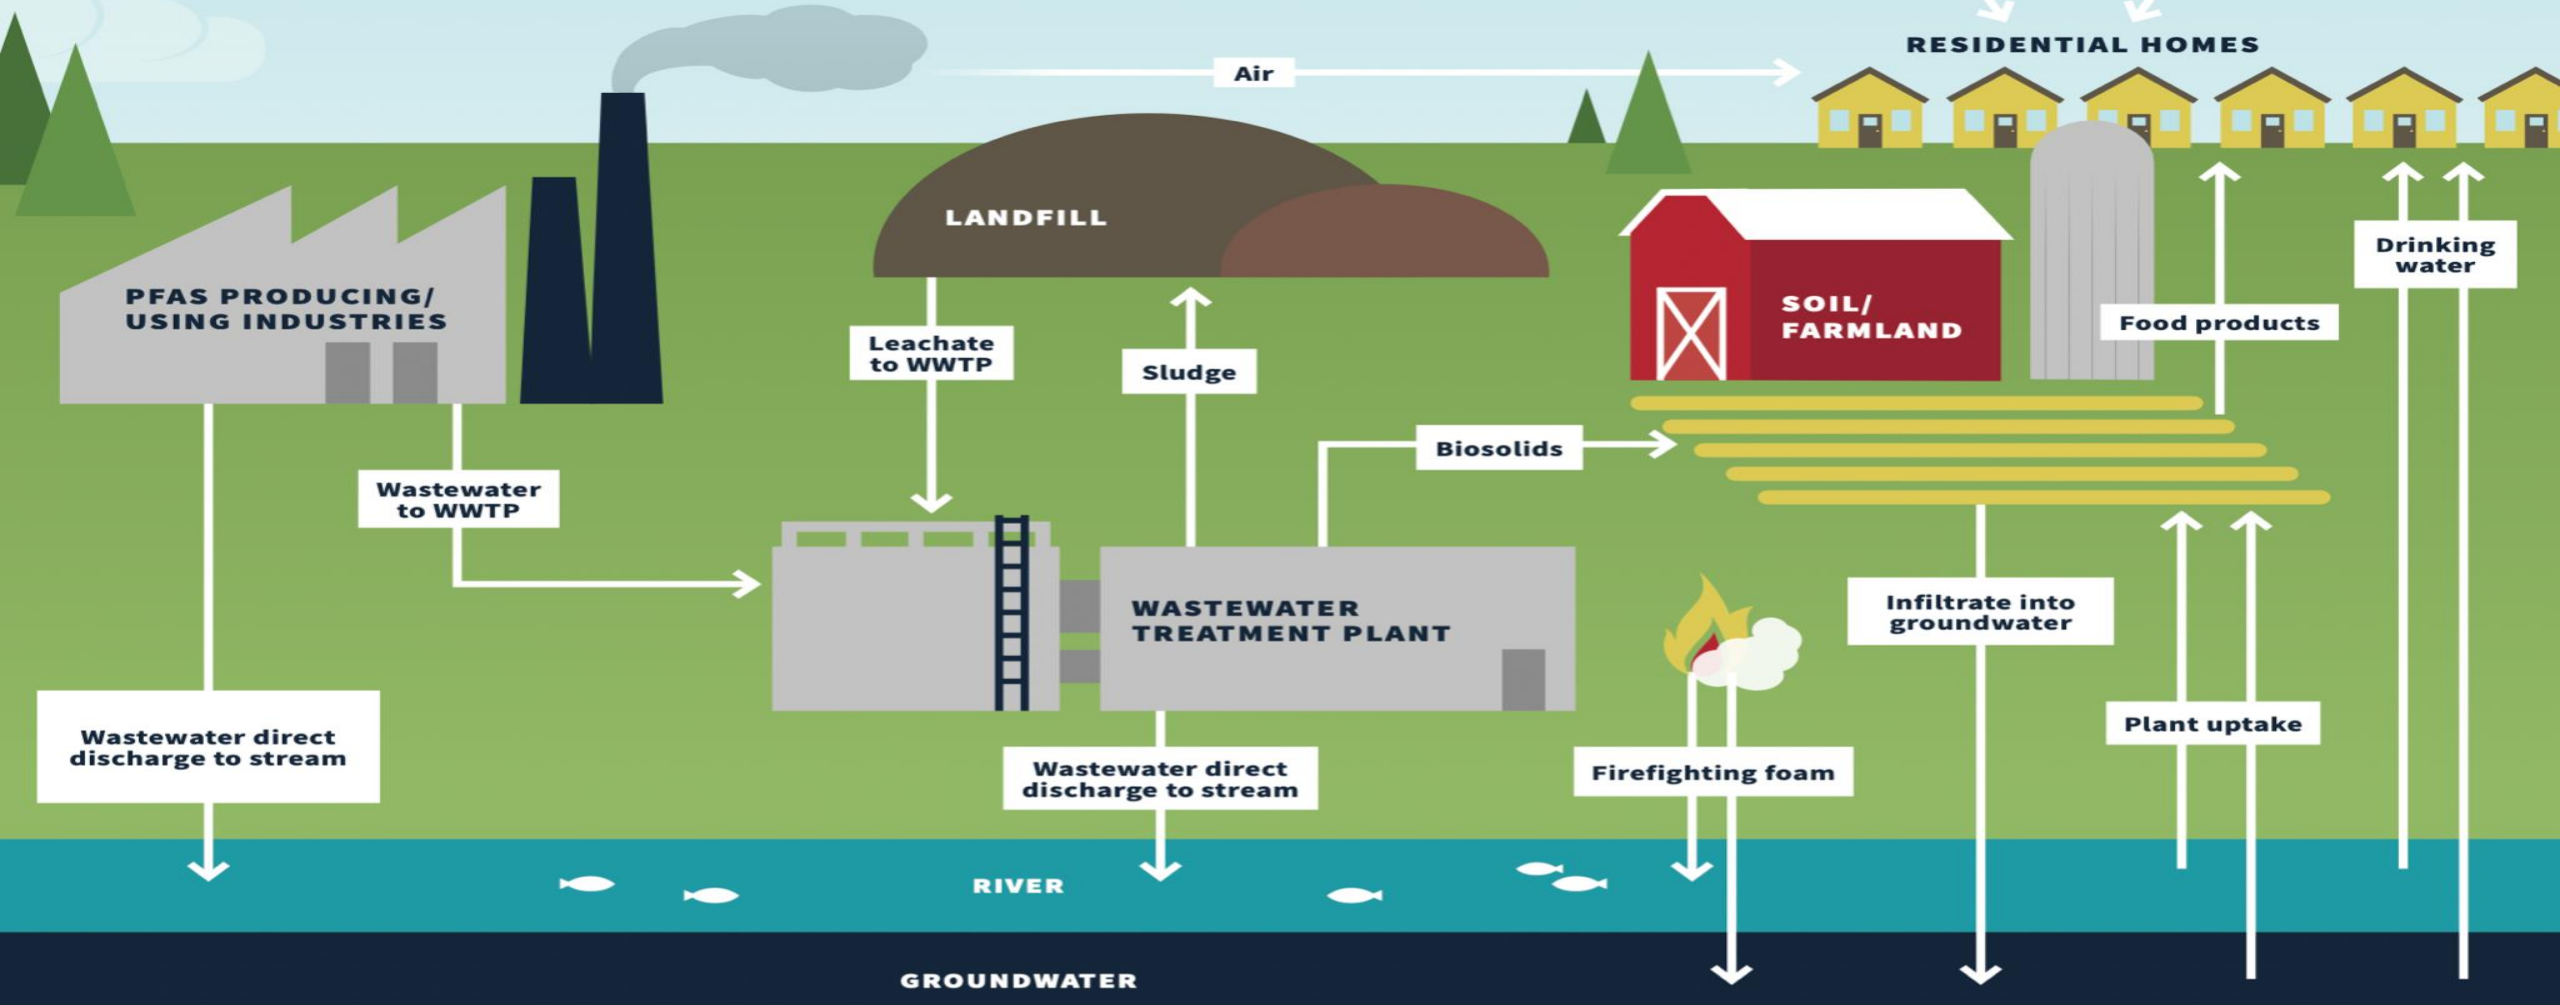 RESIDENTIAL HOMES
Air
LANDFILL
Drinking
water
PFAS PRODUCING/
USING INDUSTRIES
SOIL/
FARMLAND
Food products
Leachate
to WWTP
Sludge
Biosolids
Wastewater
to WWTP
WASTEWATER
TREATMENT PLANT
Infiltrate into
groundwater
Plant uptake
Wastewater direct
discharge to stream
Wastewater direct
discharge to stream
Firefighting foam
RIVER
GROUNDWATER